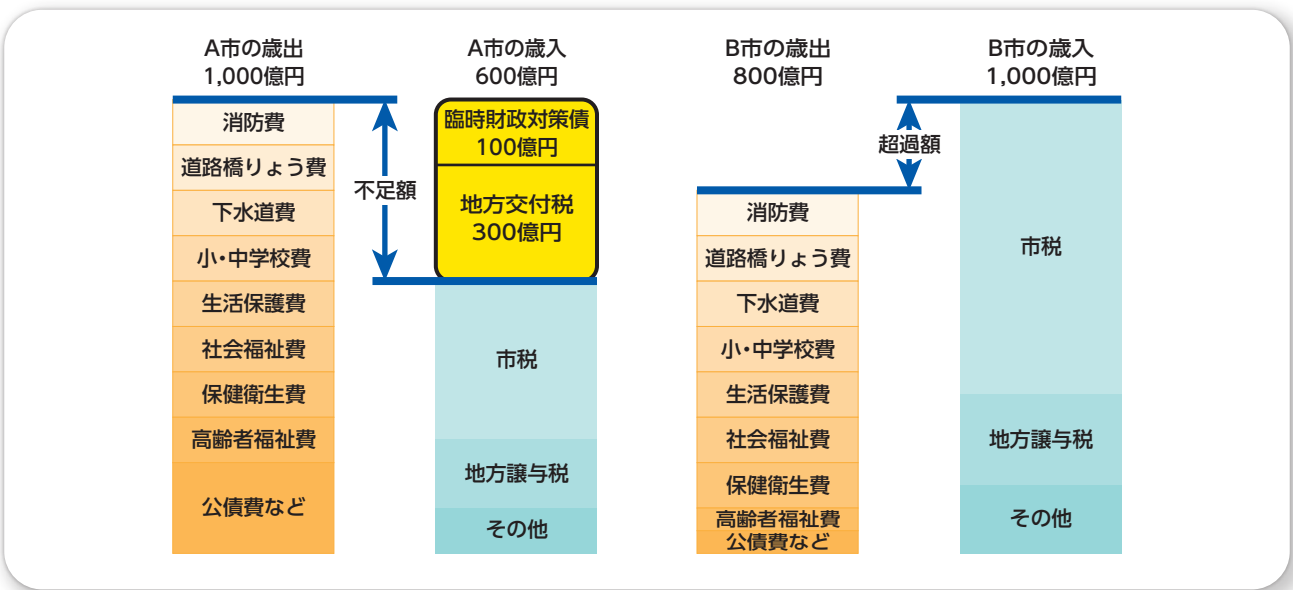 A市の歳出
1,000億円
消防費
道路橋りょう費
下水道費
小・中学校費
生活保護費
社会福祉費
保健衛生費
高齢者福祉費
公債費など
不足額
A市の歳入
600億円
臨時財政対策債
100億円
地方交付税
300億円
市税
地方譲与税
その他
B市の歳出
800億円
消防費
道路橋りょう費
下水道費
小・中学校費
生活保護費
社会福祉費
保健衛生費
高齢者福祉費
公債費など
超過額
B市の歳入
1,000億円
市税
地方譲与税
その他